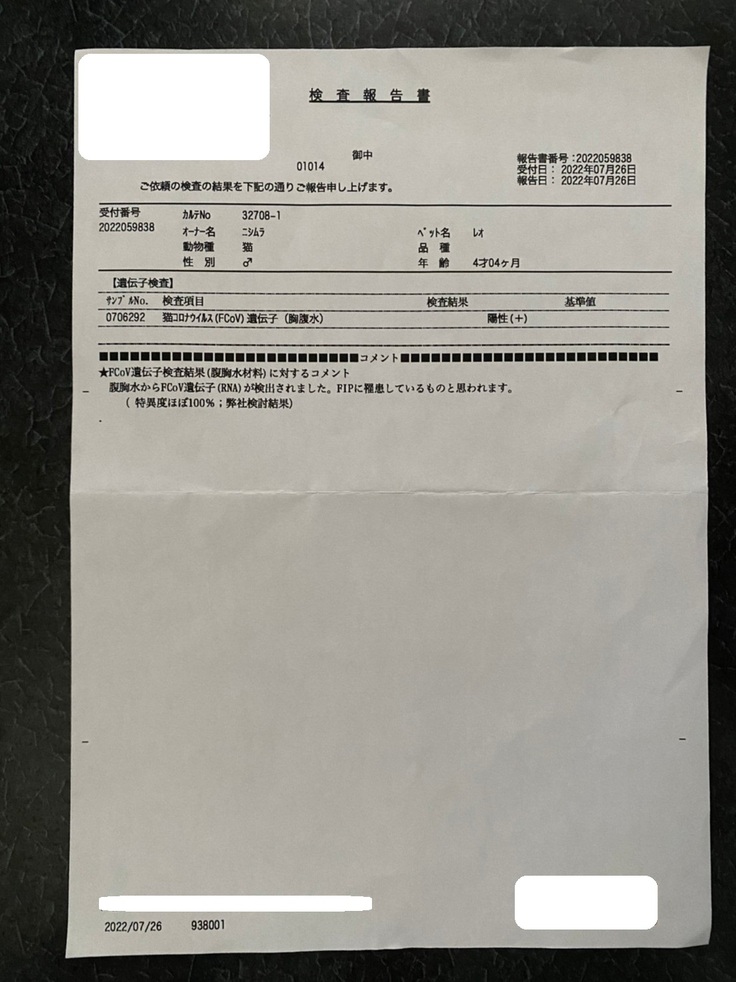 検査報告書
御中
01014
報告書番号:2022059838
受付日: 2022年07月26日
報告日: 2022年07月26日
ご依頼の検査の結果を下記の通りご報告申し上げます。
受付番号 ｶﾙﾃNo 32708-1
2022059838 ｵｰﾅｰ名 ﾆｼﾑﾗ ﾍﾟｯﾄ名 ﾚｵ
動物種 猫 品種
性別 ♂ 年齢 4才04ヶ月
【遺伝子検査】
ｻﾝﾌﾟﾙNo. 検査項目 検査結果 基準値
0706292 猫ｺﾛﾅｳｲﾙｽ(FCoV)遺伝子（胸腹水） 陽性(+)
■■■■■■■■■■■■■■■■■■■■■■■■■コメント■■■■■■■■■■■■■■■■■■■■■■■■■
★FCoV遺伝子検査結果(腹胸水材料)に対するコメント
腹胸水からFCoV遺伝子(RNA)が検出されました。FIPに罹患しているものと思われます。
( 特異度ほぼ100%；弊社検討結果)
2022/07/26 938001